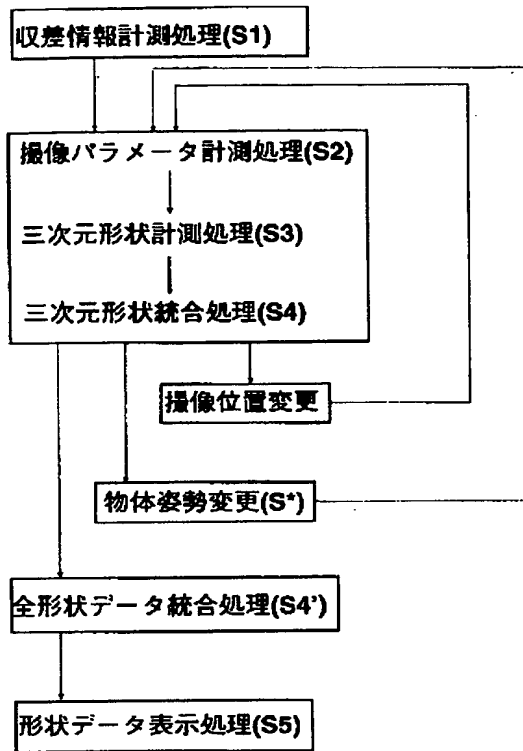 収差情報計測処理(S1)
撮像パラメータ計測処理(S2)
三次元形状計測処理(S3)
三次元形状統合処理(S4)
撮像位置変更
物体姿勢変更(S*)
全形状データ統合処理(S4')
形状データ表示処理(S5)